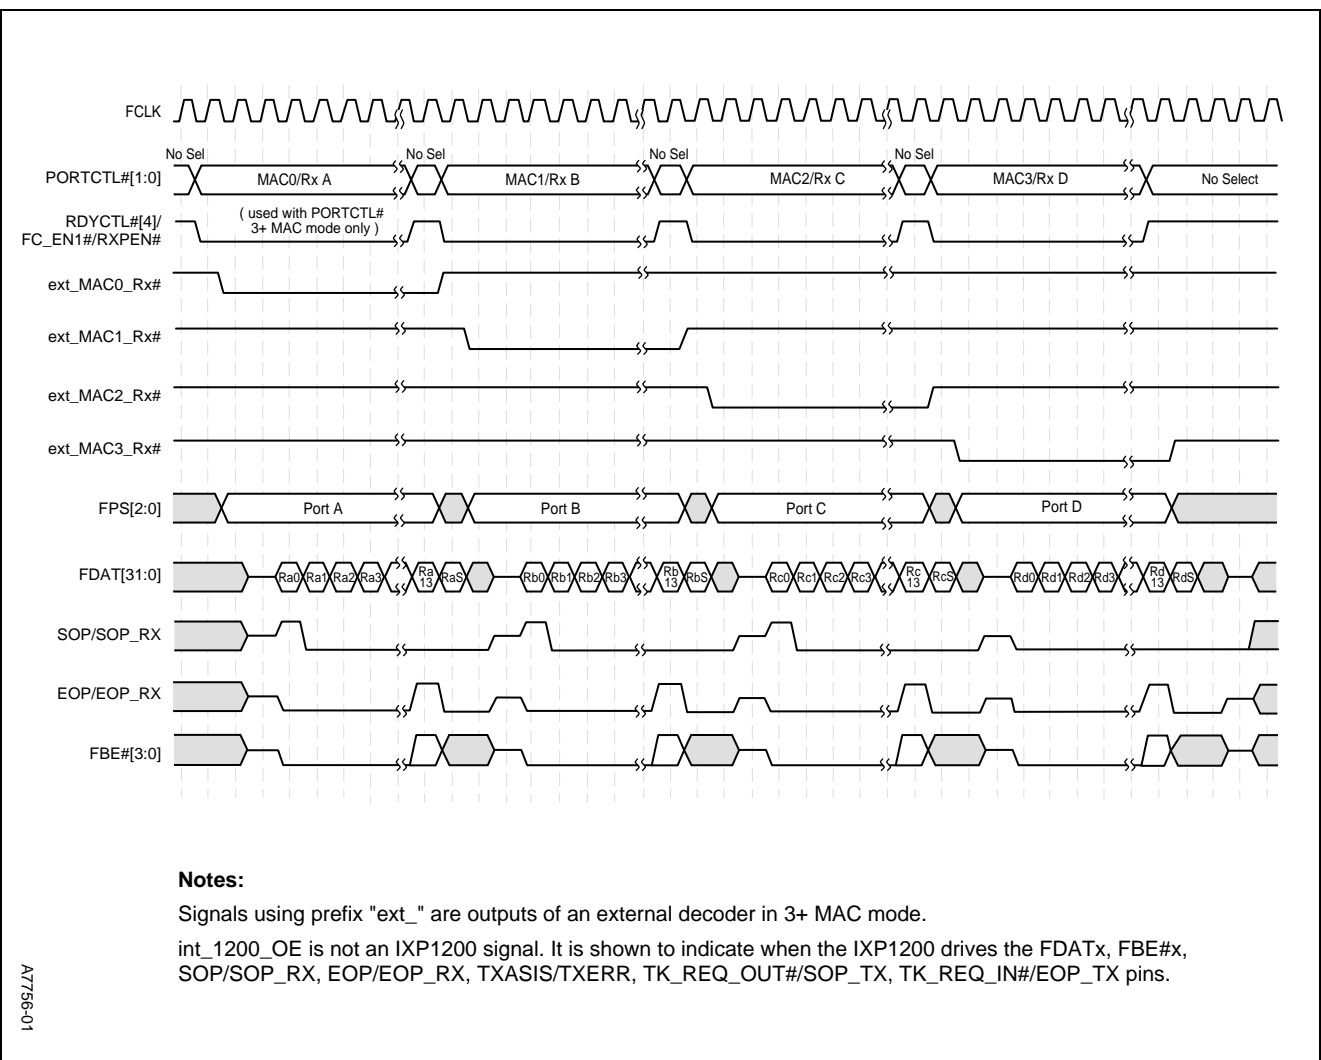 FCLK
No Sel No Sel No Sel No Sel
PORTCTL#[1:0] MAC0/Rx A MAC1/Rx B MAC2/Rx C MAC3/Rx D No Select
RDYCTL#[4]/
FC_EN1#/RXPEN#
( used with PORTCTL#
3+ MAC mode only )
ext_MAC0_Rx#
ext_MAC1_Rx#
ext_MAC2_Rx#
ext_MAC3_Rx#
FPS[2:0] Port A Port B Port C Port D
FDAT[31:0] Ra0 Ra1 Ra2 Ra3 Ra 13 RaS Rb0 Rb1 Rb2 Rb3 Rb 13 RbS Rc0 Rc1 Rc2 Rc3 Rc 13 RcS Rd0 Rd1 Rd2 Rd3 Rd 13 RdS
SOP/SOP_RX
EOP/EOP_RX
FBE#[3:0]
Notes:
Signals using prefix "ext_" are outputs of an external decoder in 3+ MAC mode.
int_1200_OE is not an IXP1200 signal. It is shown to indicate when the IXP1200 drives the FDATx, FBE#x,
SOP/SOP_RX, EOP/EOP_RX, TXASIS/TXERR, TK_REQ_OUT#/SOP_TX, TK_REQ_IN#/EOP_TX pins.
A7756-01